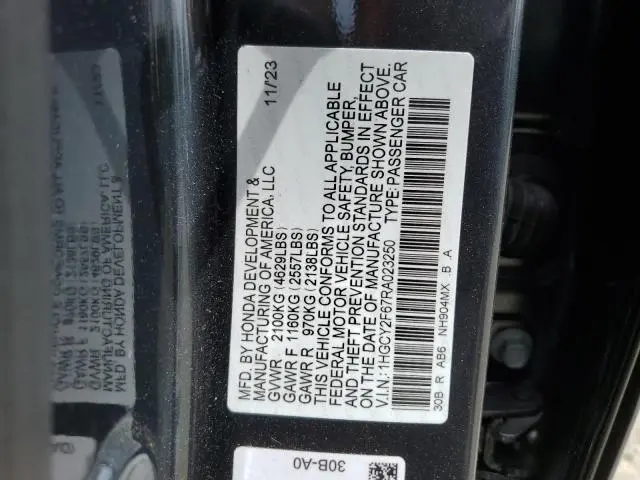 MFD. BY HONDA DEVELOPMENT &
MANUFACTURING OF AMERICA, LLC 11/23
GVWR 2100KG (4629LBS)
GAWR F 1160KG (2557LBS)
GAWR R 970KG (2138LBS)
THIS VEHICLE CONFORMS TO ALL APPLICABLE
FEDERAL MOTOR VEHICLE SAFETY, BUMPER,
AND THEFT PREVENTION STANDARDS IN EFFECT
ON THE DATE OF MANUFACTURE SHOWN ABOVE.
V.I.N.: 1HGCY2F67RA023250 TYPE: PASSENGER CAR
30B R AB6 NH904MX .B .A
30B-A0